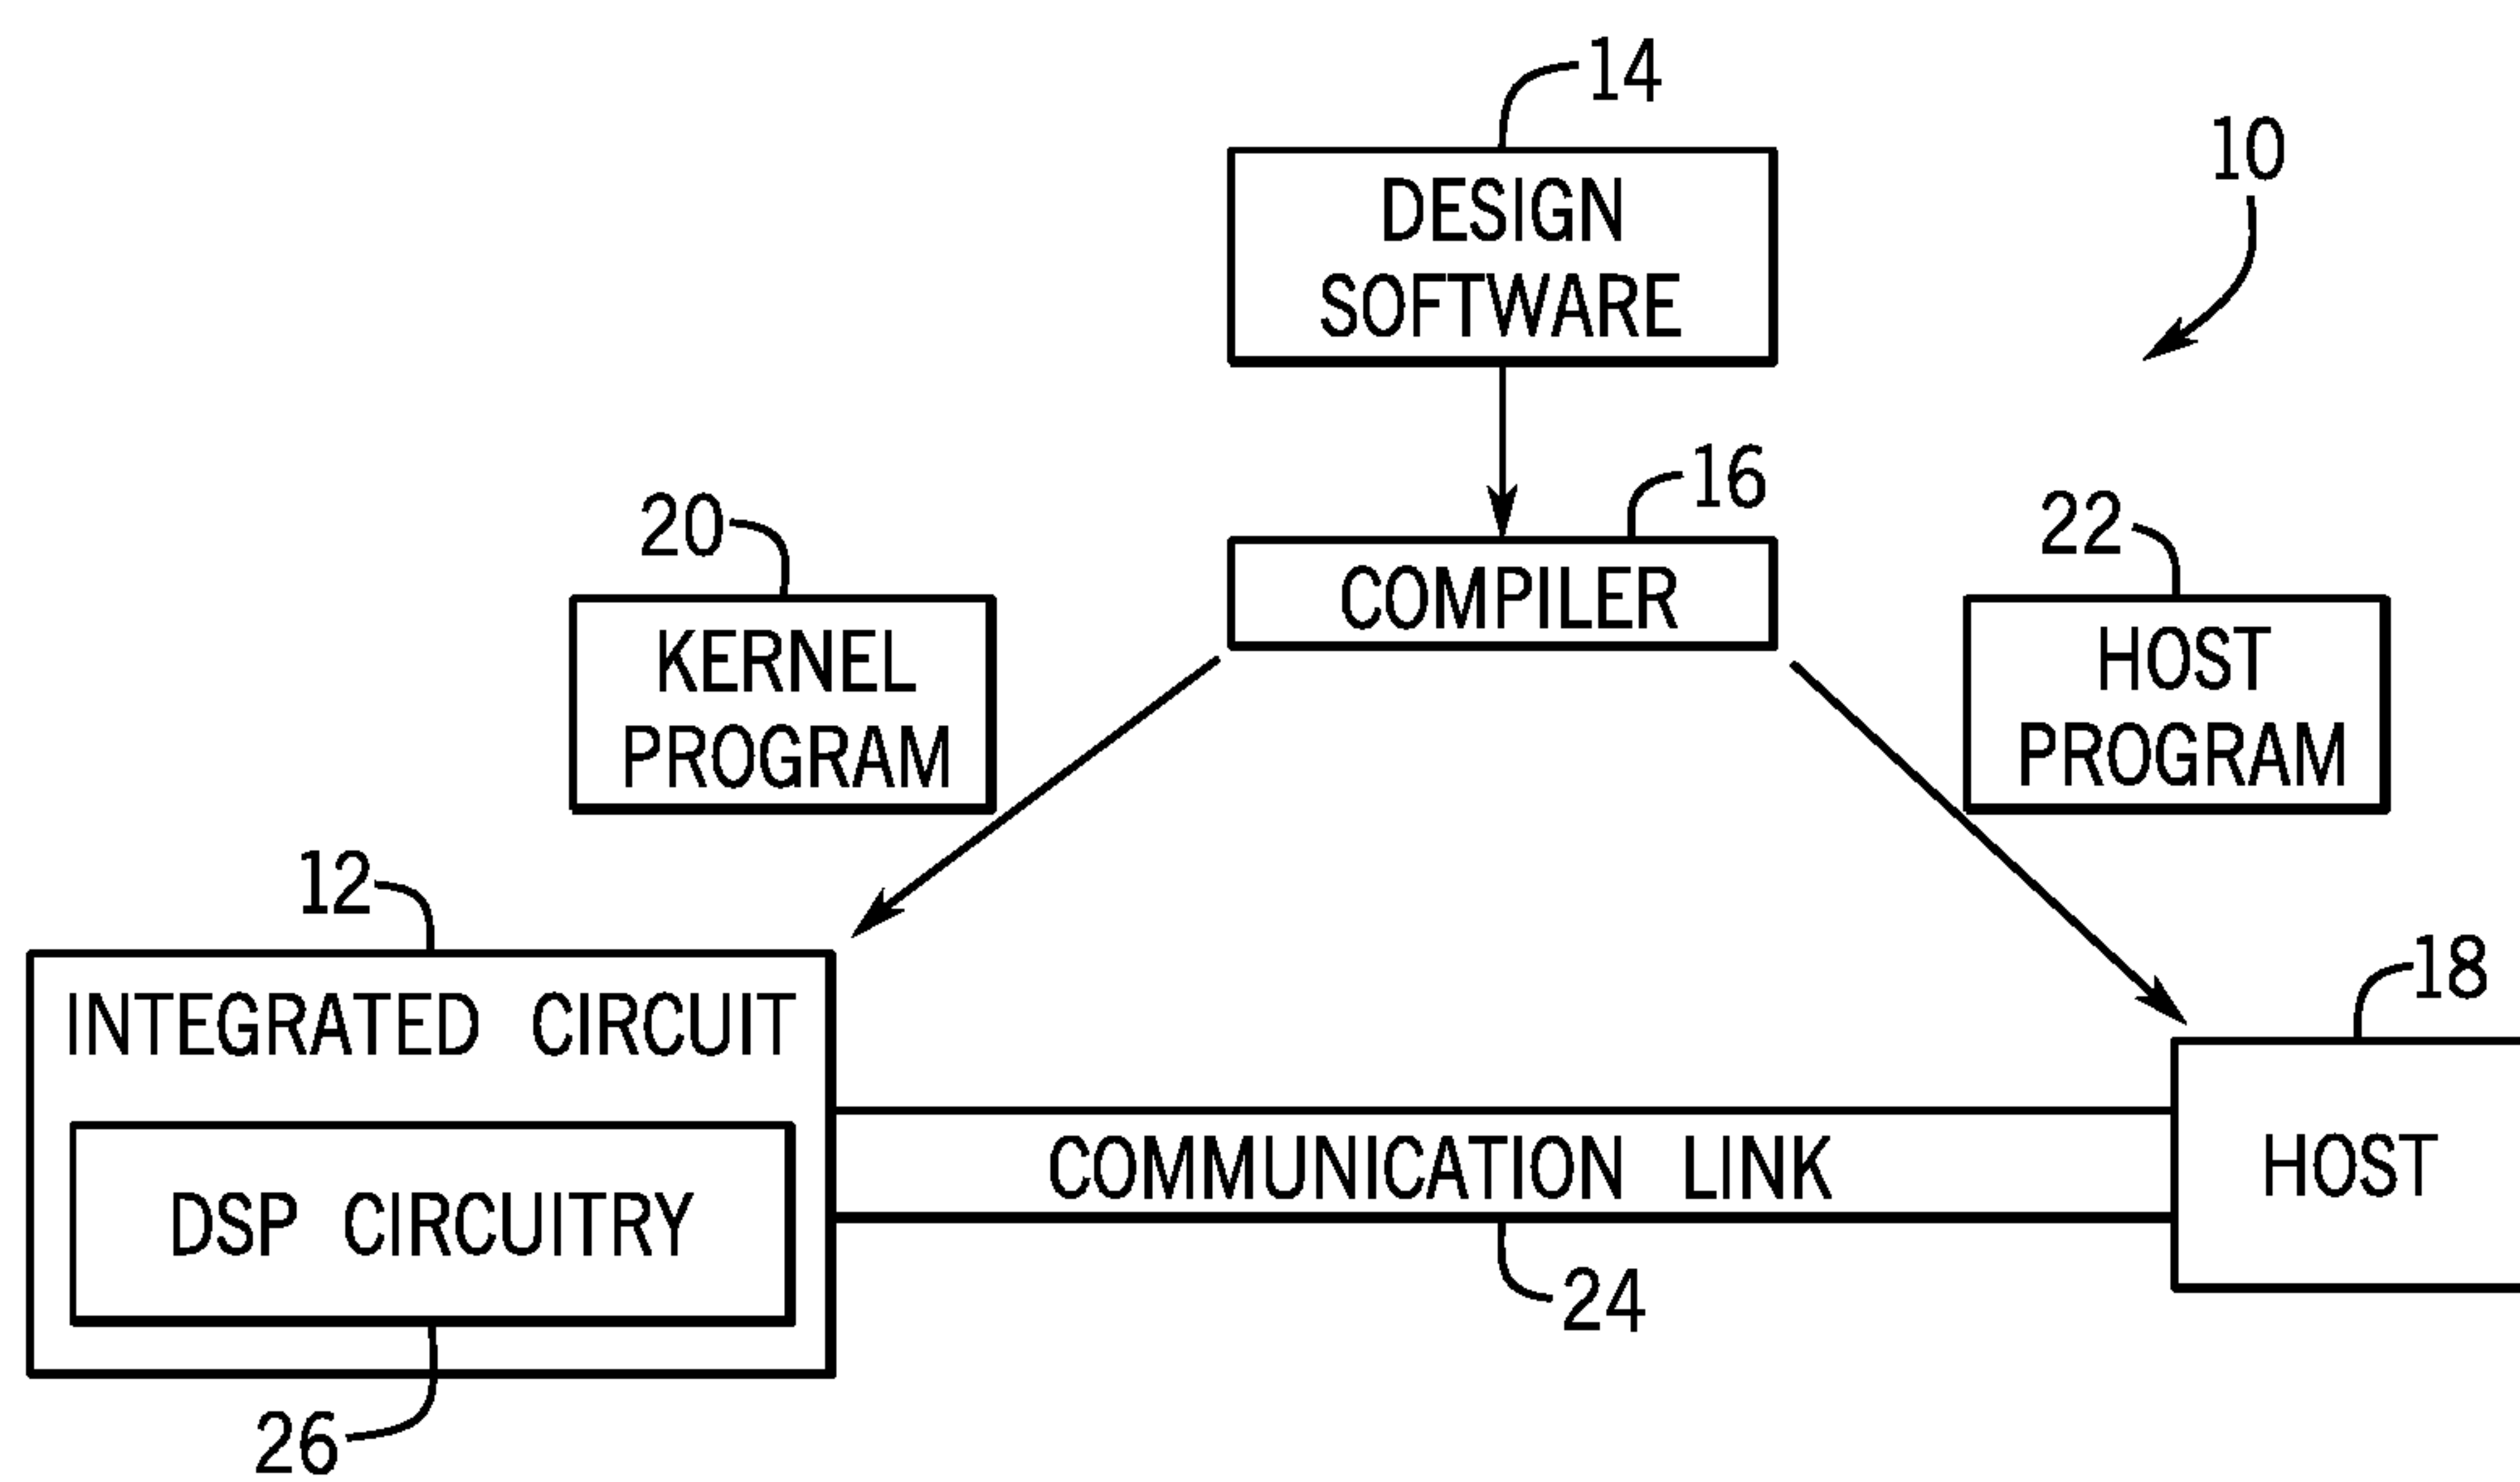 14
10
DESIGN
SOFTWARE
16
20
22
COMPILER
KERNEL
PROGRAM
HOST
PROGRAM
12
18
INTEGRATED CIRCUIT
COMMUNICATION LINK
HOST
DSP CIRCUITRY
24
26